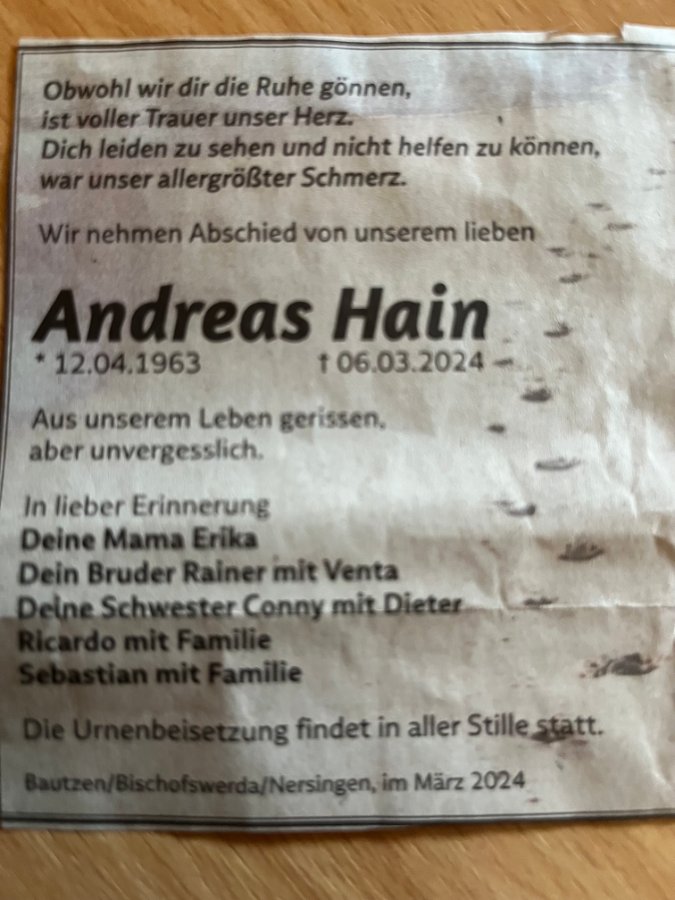 Obwohl wir dir die Ruhe gönnen,
ist voller Trauer unser Herz.
Dich leiden zu sehen und nicht helfen zu können,
war unser allergrößter Schmerz.
Wir nehmen Abschied von unserem lieben
Andreas Hain
* 12.04.1963 † 06.03.2024
Aus unserem Leben gerissen,
aber unvergesslich.
In lieber Erinnerung
Deine Mama Erika
Dein Bruder Rainer mit Venta
Deine Schwester Conny mit Dieter
Ricardo mit Familie
Sebastian mit Familie
Die Urnenbeisetzung findet in aller Stille statt.
Bautzen/Bischofswerda/Nersingen, im März 2024